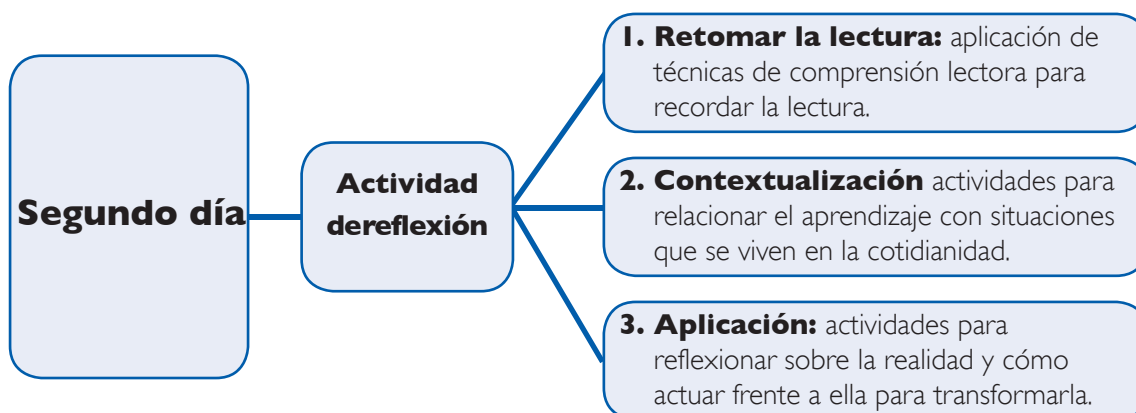 Segundo día
Actividad
dereflexión
1. Retomar la lectura: aplicación de
técnicas de comprensión lectora para
recordar la lectura.
2. Contextualización actividades para
relacionar el aprendizaje con situaciones
que se viven en la cotidianidad.
3. Aplicación: actividades para
reflexionar sobre la realidad y cómo
actuar frente a ella para transformarla.